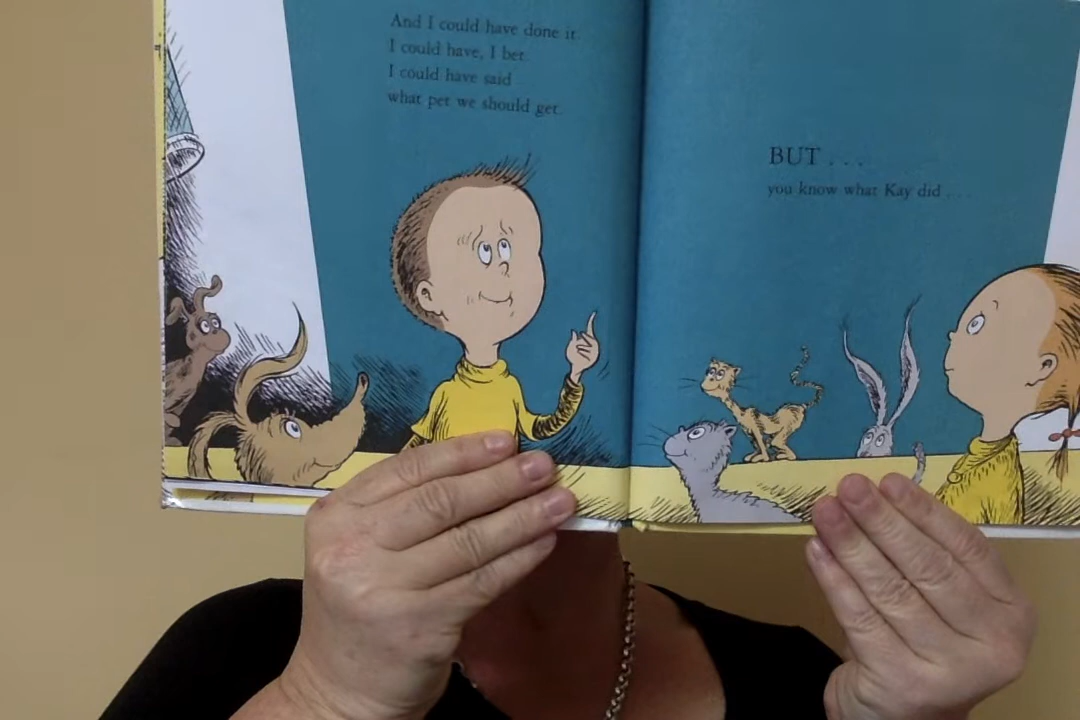 And I could have done it.
I could have, I bet.
I could have said
what pet we should get.
BUT . . .
you know what Kay did . . .